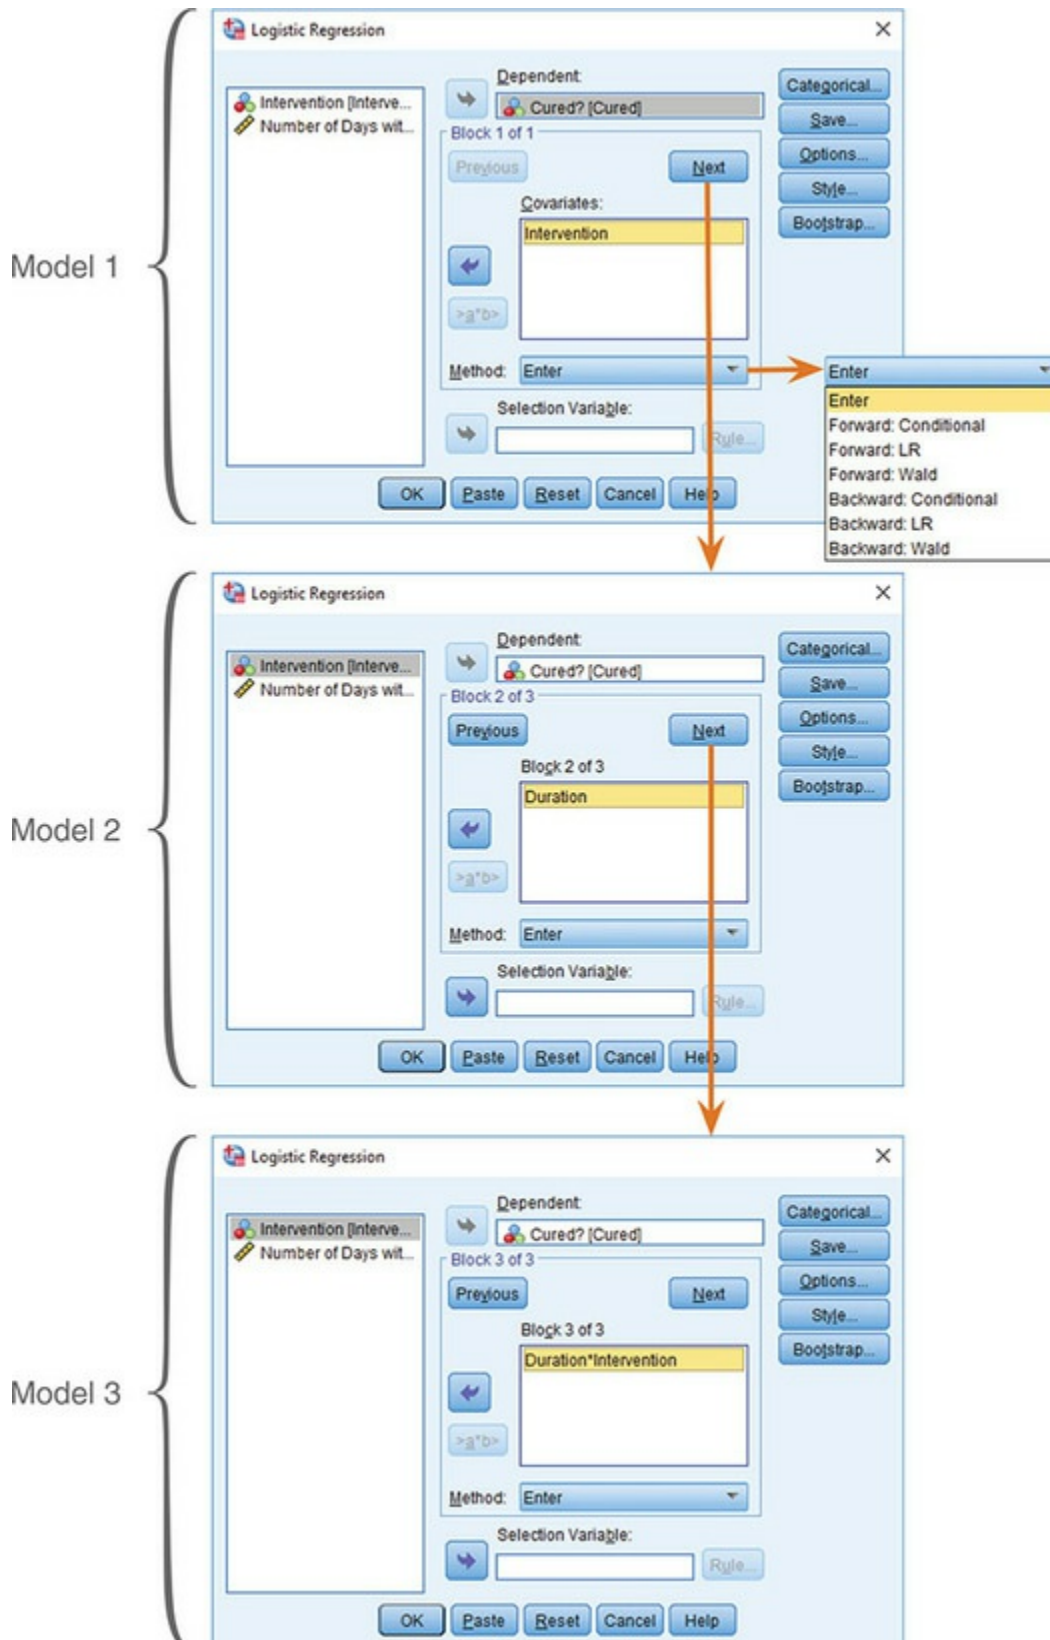 Logistic Regression
Dependent:
Intervention [Interve...
Number of Days wit...
Cured? [Cured]
Block 1 of 1
Previous
Next
Covariates:
Intervention
>a*b>
Method:
Enter
Selection Variable:
Rule...
OK
Paste
Reset
Cancel
Help
Categorical...
Save...
Options...
Style...
Bootstrap...
Model 1
Enter
Enter
Forward: Conditional
Forward: LR
Forward: Wald
Backward: Conditional
Backward: LR
Backward: Wald
Logistic Regression
Dependent:
Intervention [Interve...
Number of Days wit...
Cured? [Cured]
Block 2 of 3
Previous
Next
Block 2 of 3
Duration
>a*b>
Method:
Enter
Selection Variable:
Rule...
OK
Paste
Reset
Cancel
Help
Categorical...
Save...
Options...
Style...
Bootstrap...
Model 2
Logistic Regression
Dependent:
Intervention [Interve...
Number of Days wit...
Cured? [Cured]
Block 3 of 3
Previous
Next
Block 3 of 3
Duration*Intervention
>a*b>
Method:
Enter
Selection Variable:
Rule...
OK
Paste
Reset
Cancel
Help
Categorical...
Save...
Options...
Style...
Bootstrap...
Model 3